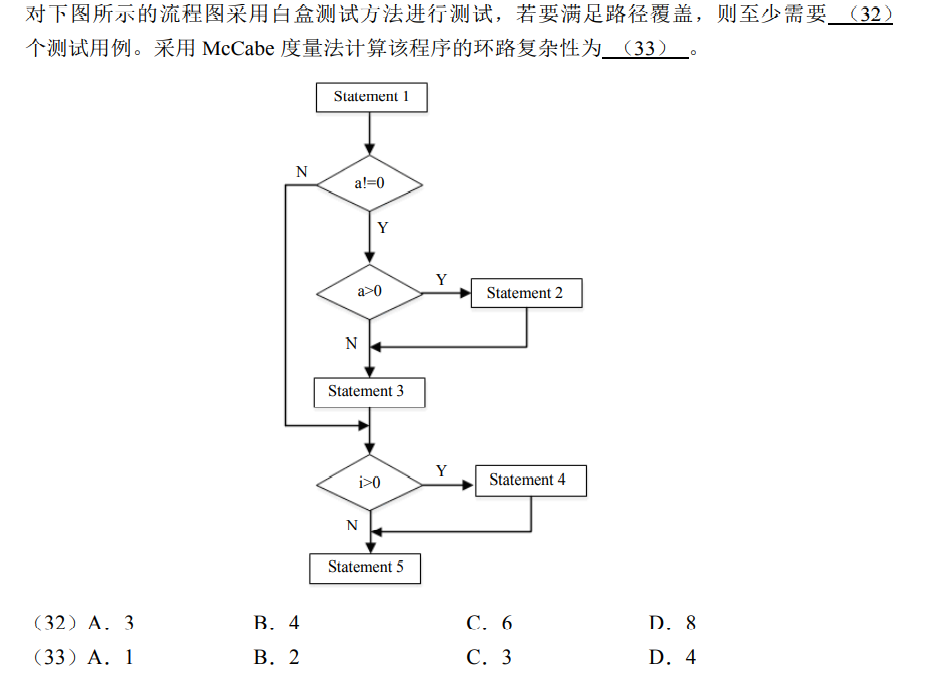 对下图所示的流程图采用白盒测试方法进行测试，若要满足路径覆盖，则至少需要（32）
个测试用例。采用 McCabe 度量法计算该程序的环路复杂性为（33）。
Statement 1
N
a!=0
Y
a>0
Y
Statement 2
N
Statement 3
i>0
Y
Statement 4
N
Statement 5
（32）A．3 B．4 C．6 D．8
（33）A．1 B．2 C．3 D．4